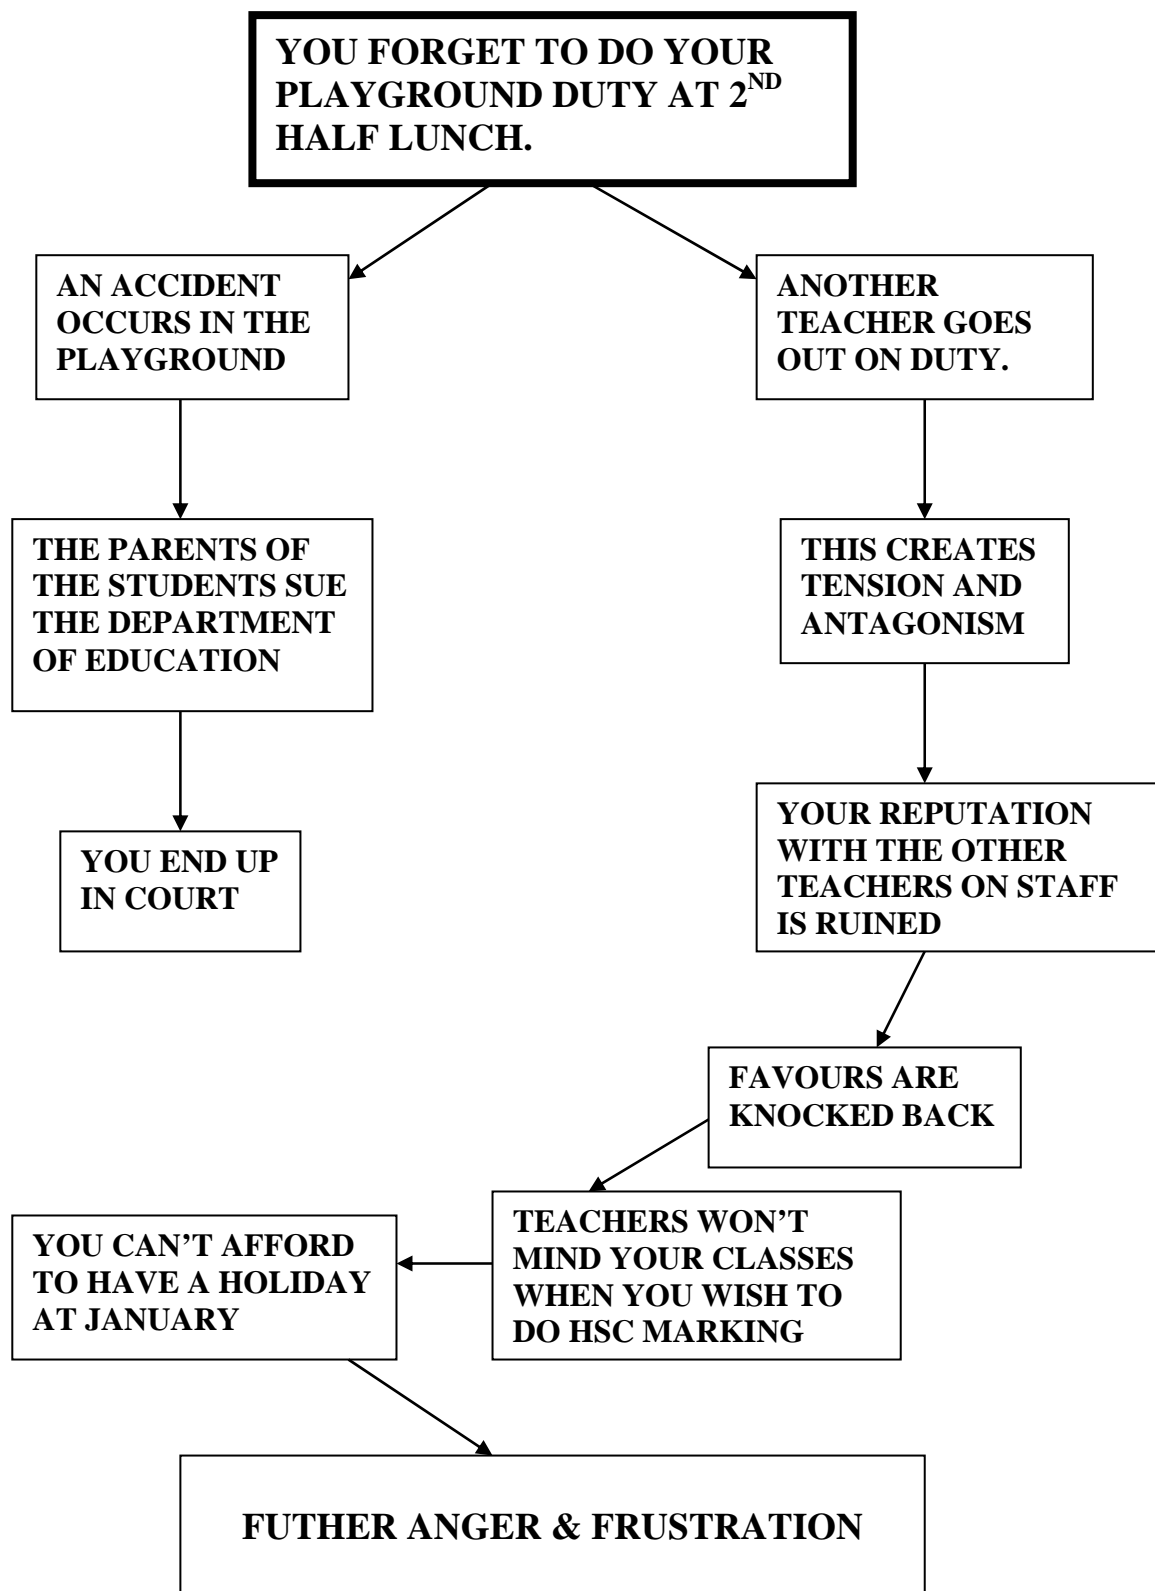 YOU FORGET TO DO YOUR
PLAYGROUND DUTY AT 2ND
HALF LUNCH.
AN ACCIDENT
OCCURS IN THE
PLAYGROUND
ANOTHER
TEACHER GOES
OUT ON DUTY.
THE PARENTS OF
THE STUDENTS SUE
THE DEPARTMENT
OF EDUCATION
THIS CREATES
TENSION AND
ANTAGONISM
YOU END UP
IN COURT
YOUR REPUTATION
WITH THE OTHER
TEACHERS ON STAFF
IS RUINED
FAVOURS ARE
KNOCKED BACK
TEACHERS WON’T
MIND YOUR CLASSES
WHEN YOU WISH TO
DO HSC MARKING
YOU CAN’T AFFORD
TO HAVE A HOLIDAY
AT JANUARY
FUTHER ANGER & FRUSTRATION